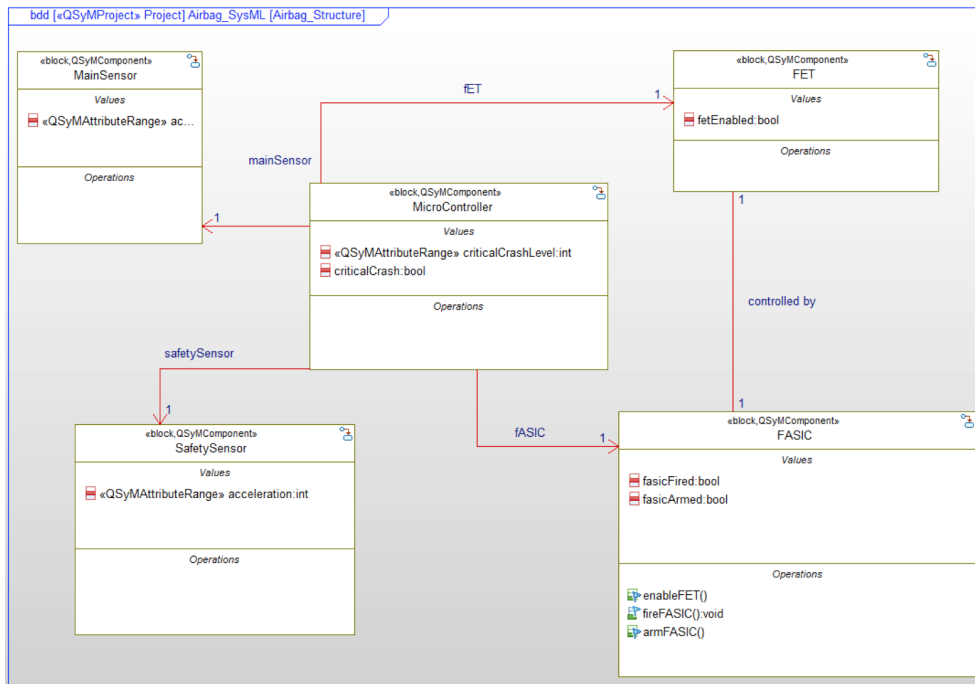 bdd [«QSyMProject» Project] Airbag_SysML [Airbag_Structure]
«block,QSyMComponent»
MainSensor
Values
«QSyMAttributeRange» ac...
Operations
fET
1
«block,QSyMComponent»
FET
Values
fetEnabled:bool
Operations
1
mainSensor
1
«block,QSyMComponent»
MicroController
Values
«QSyMAttributeRange» criticalCrashLevel:int
criticalCrash:bool
Operations
controlled by
safetySensor
1
fASIC
1
1
«block,QSyMComponent»
SafetySensor
Values
«QSyMAttributeRange» acceleration:int
Operations
«block,QSyMComponent»
FASIC
Values
fasicFired:bool
fasicArmed:bool
Operations
enableFET()
fireFASIC():void
armFASIC()